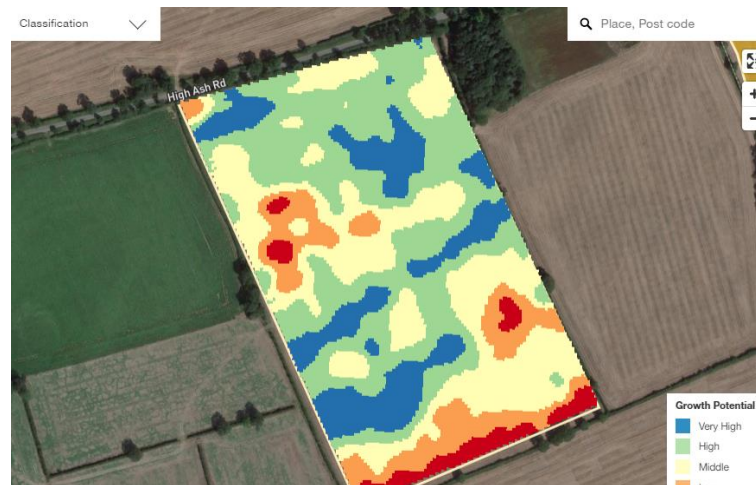 Classification
Place, Post code
High Ash Rd
+
−
Growth Potential
Very High
High
Middle